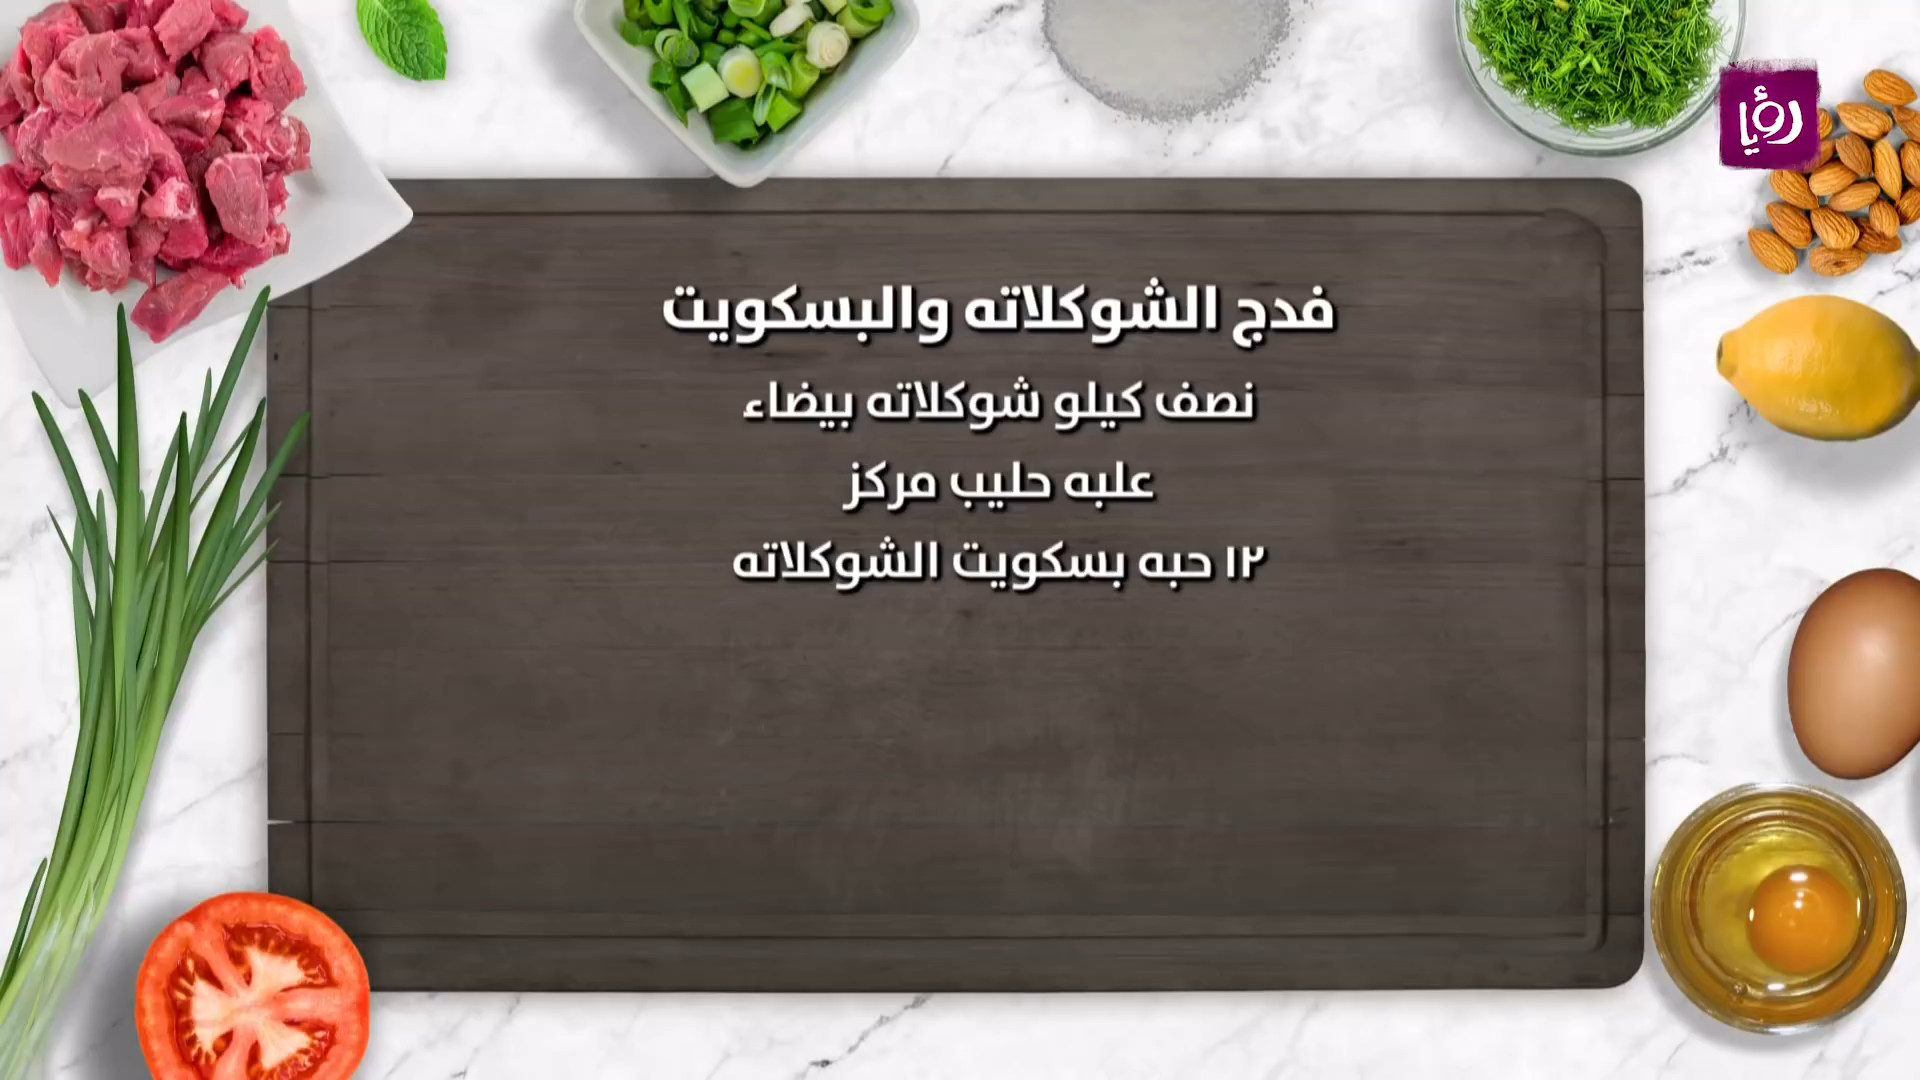 رؤيا
فدج الشوكلاته والبسكويت
نصف كيلو شوكلاته بيضاء
علبه حليب مركز
١٢ حبه بسكويت الشوكلاته